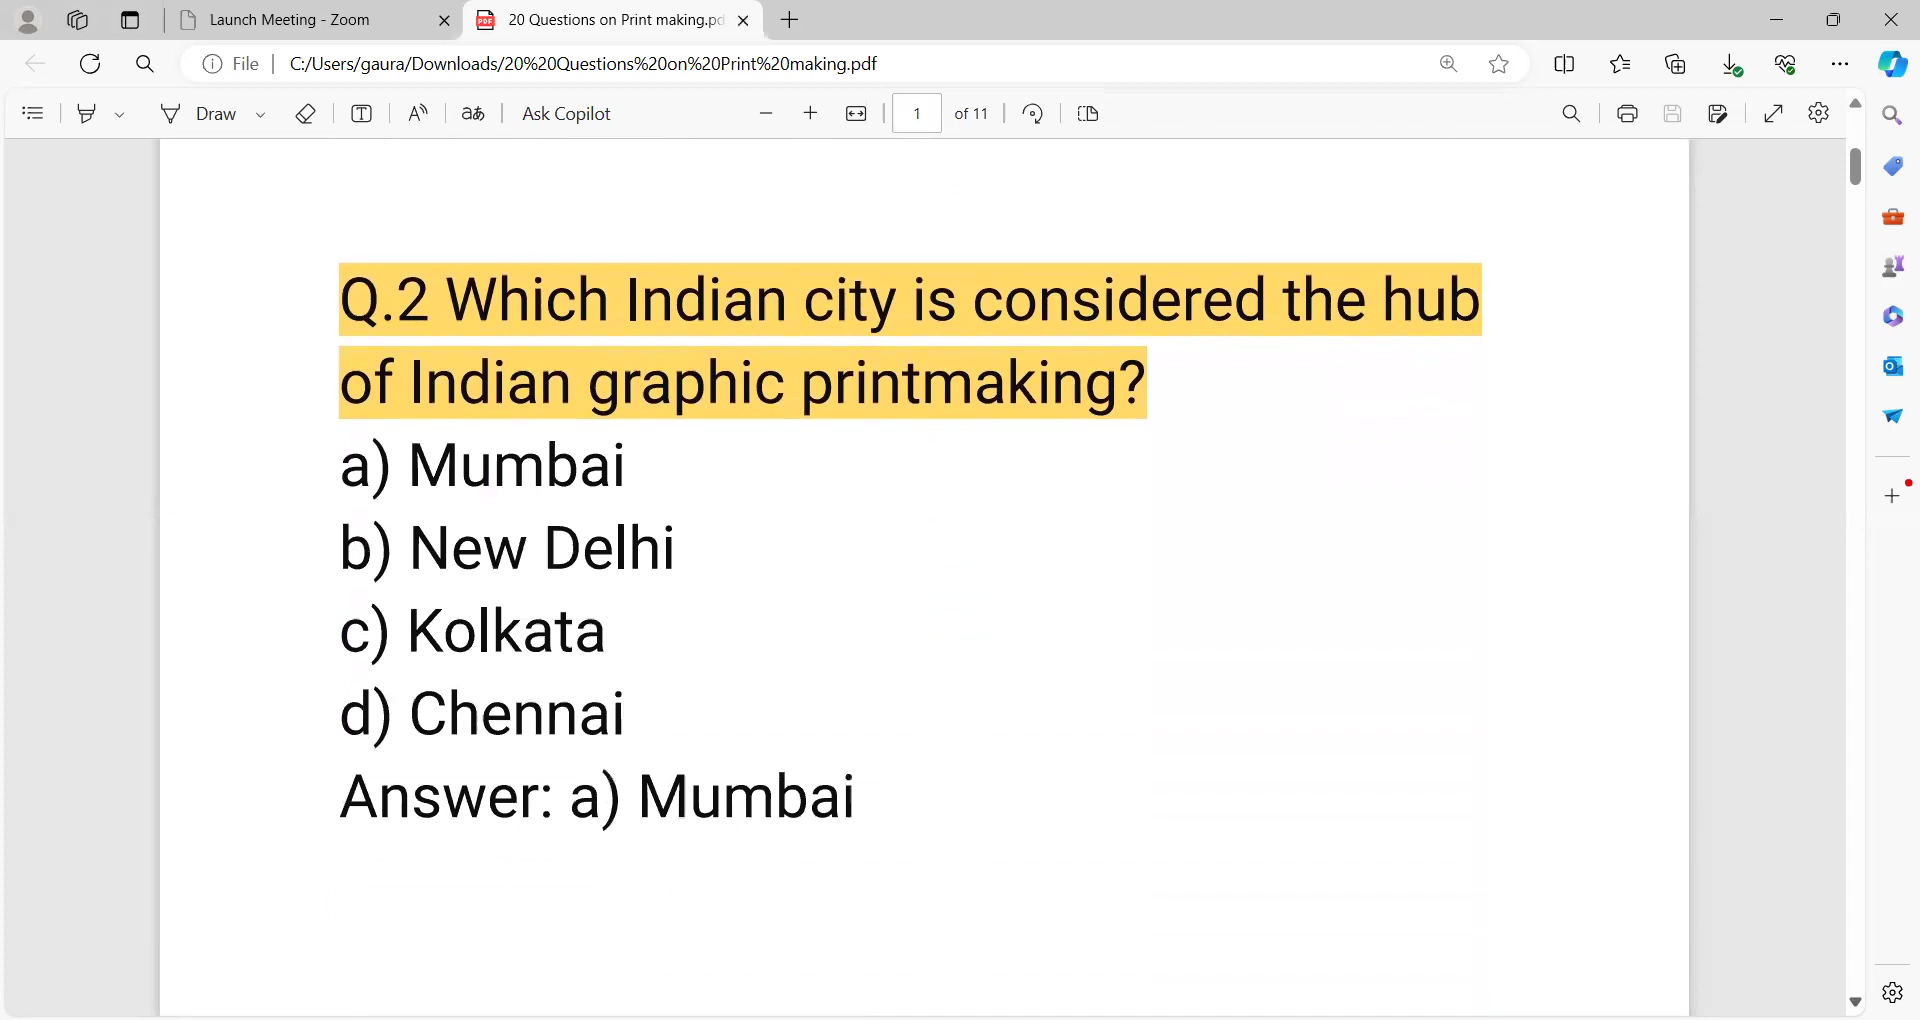 Launch Meeting - Zoom
20 Questions on Print making.pd
File
C:/Users/gaura/Downloads/20%20Questions%20on%20Print%20making.pdf
Draw
Ask Copilot
1
of 11
Q.2 Which Indian city is considered the hub
of Indian graphic printmaking?
a) Mumbai
b) New Delhi
c) Kolkata
d) Chennai
Answer: a) Mumbai